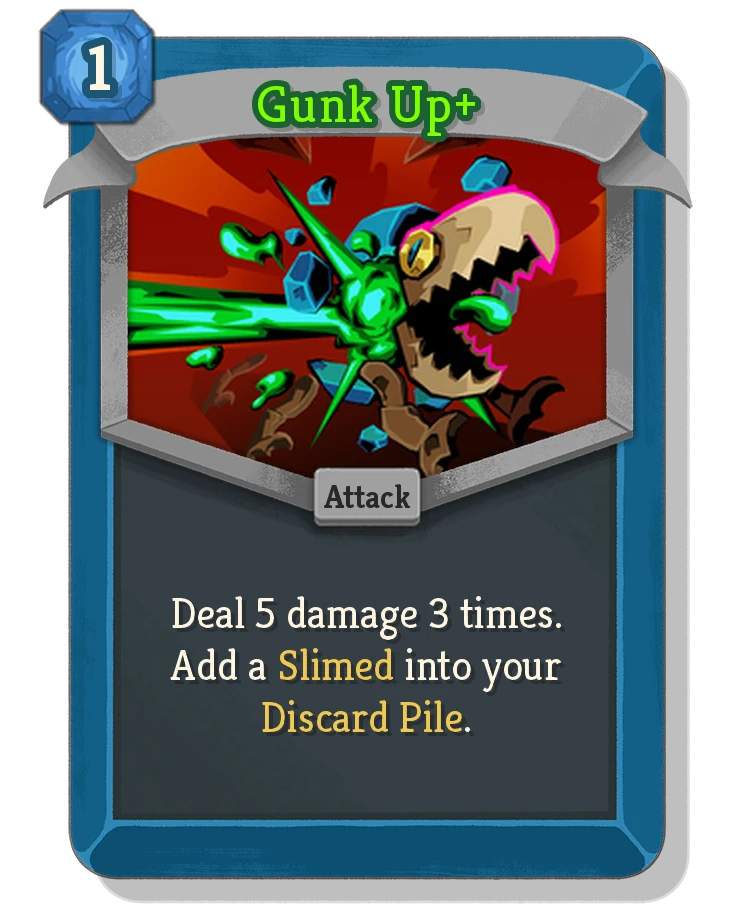 1
Gunk Up+
Attack
Deal 5 damage 3 times.
Add a Slimed into your
Discard Pile.